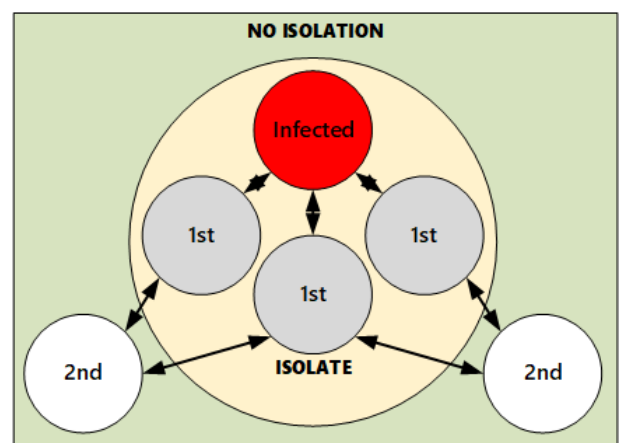 NO ISOLATION
Infected
1st
1st
1st
ISOLATE
2nd
2nd